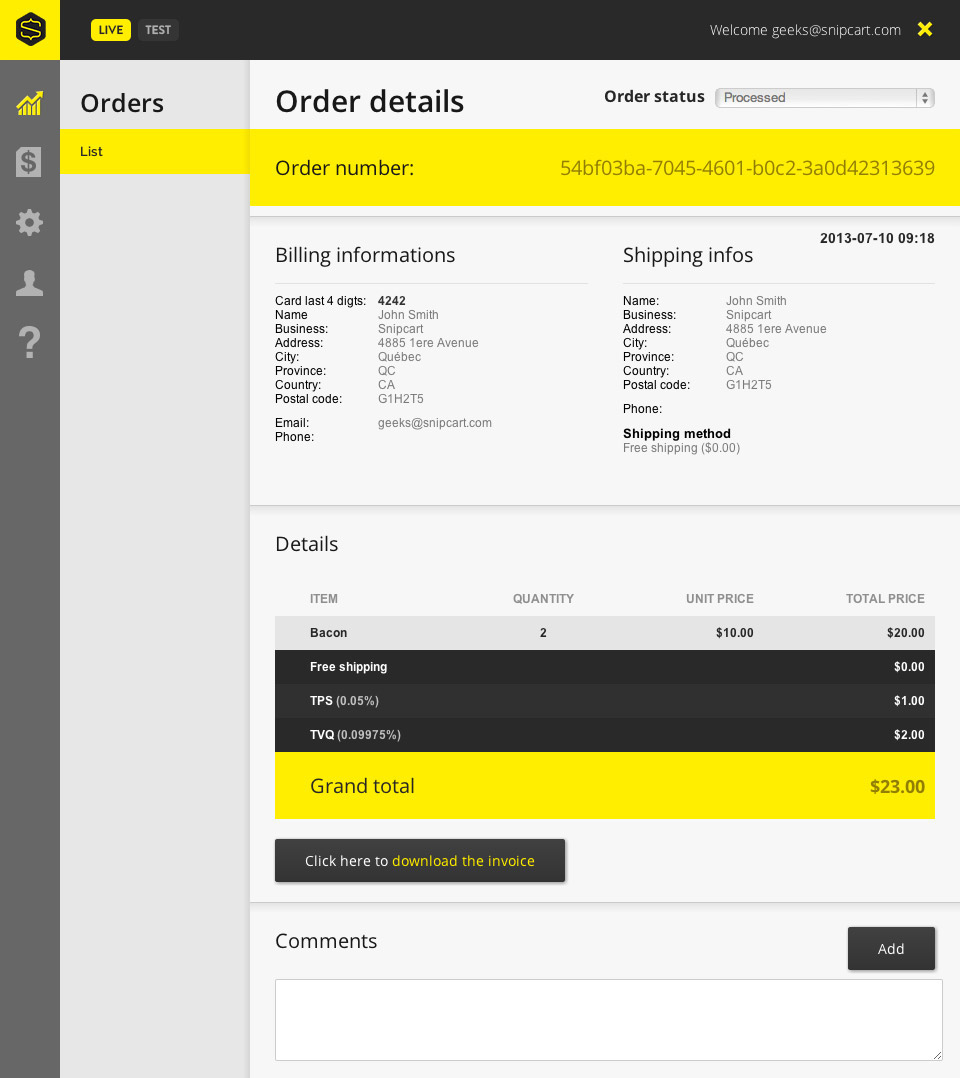 LIVE TEST Welcome geeks@snipcart.com
Orders
List
Order details
Order status Processed
Order number: 54bf03ba-7045-4601-b0c2-3a0d42313639
2013-07-10 09:18
Billing informations
Card last 4 digts: 4242
Name John Smith
Business: Snipcart
Address: 4885 1ere Avenue
City: Québec
Province: QC
Country: CA
Postal code: G1H2T5
Email: geeks@snipcart.com
Phone:
Shipping infos
Name: John Smith
Business: Snipcart
Address: 4885 1ere Avenue
City: Québec
Province: QC
Country: CA
Postal code: G1H2T5
Phone:
Shipping method
Free shipping ($0.00)
Details
ITEM QUANTITY UNIT PRICE TOTAL PRICE
Bacon 2 $10.00 $20.00
Free shipping $0.00
TPS (0.05%) $1.00
TVQ (0.09975%) $2.00
Grand total $23.00
Click here to download the invoice
Comments
Add